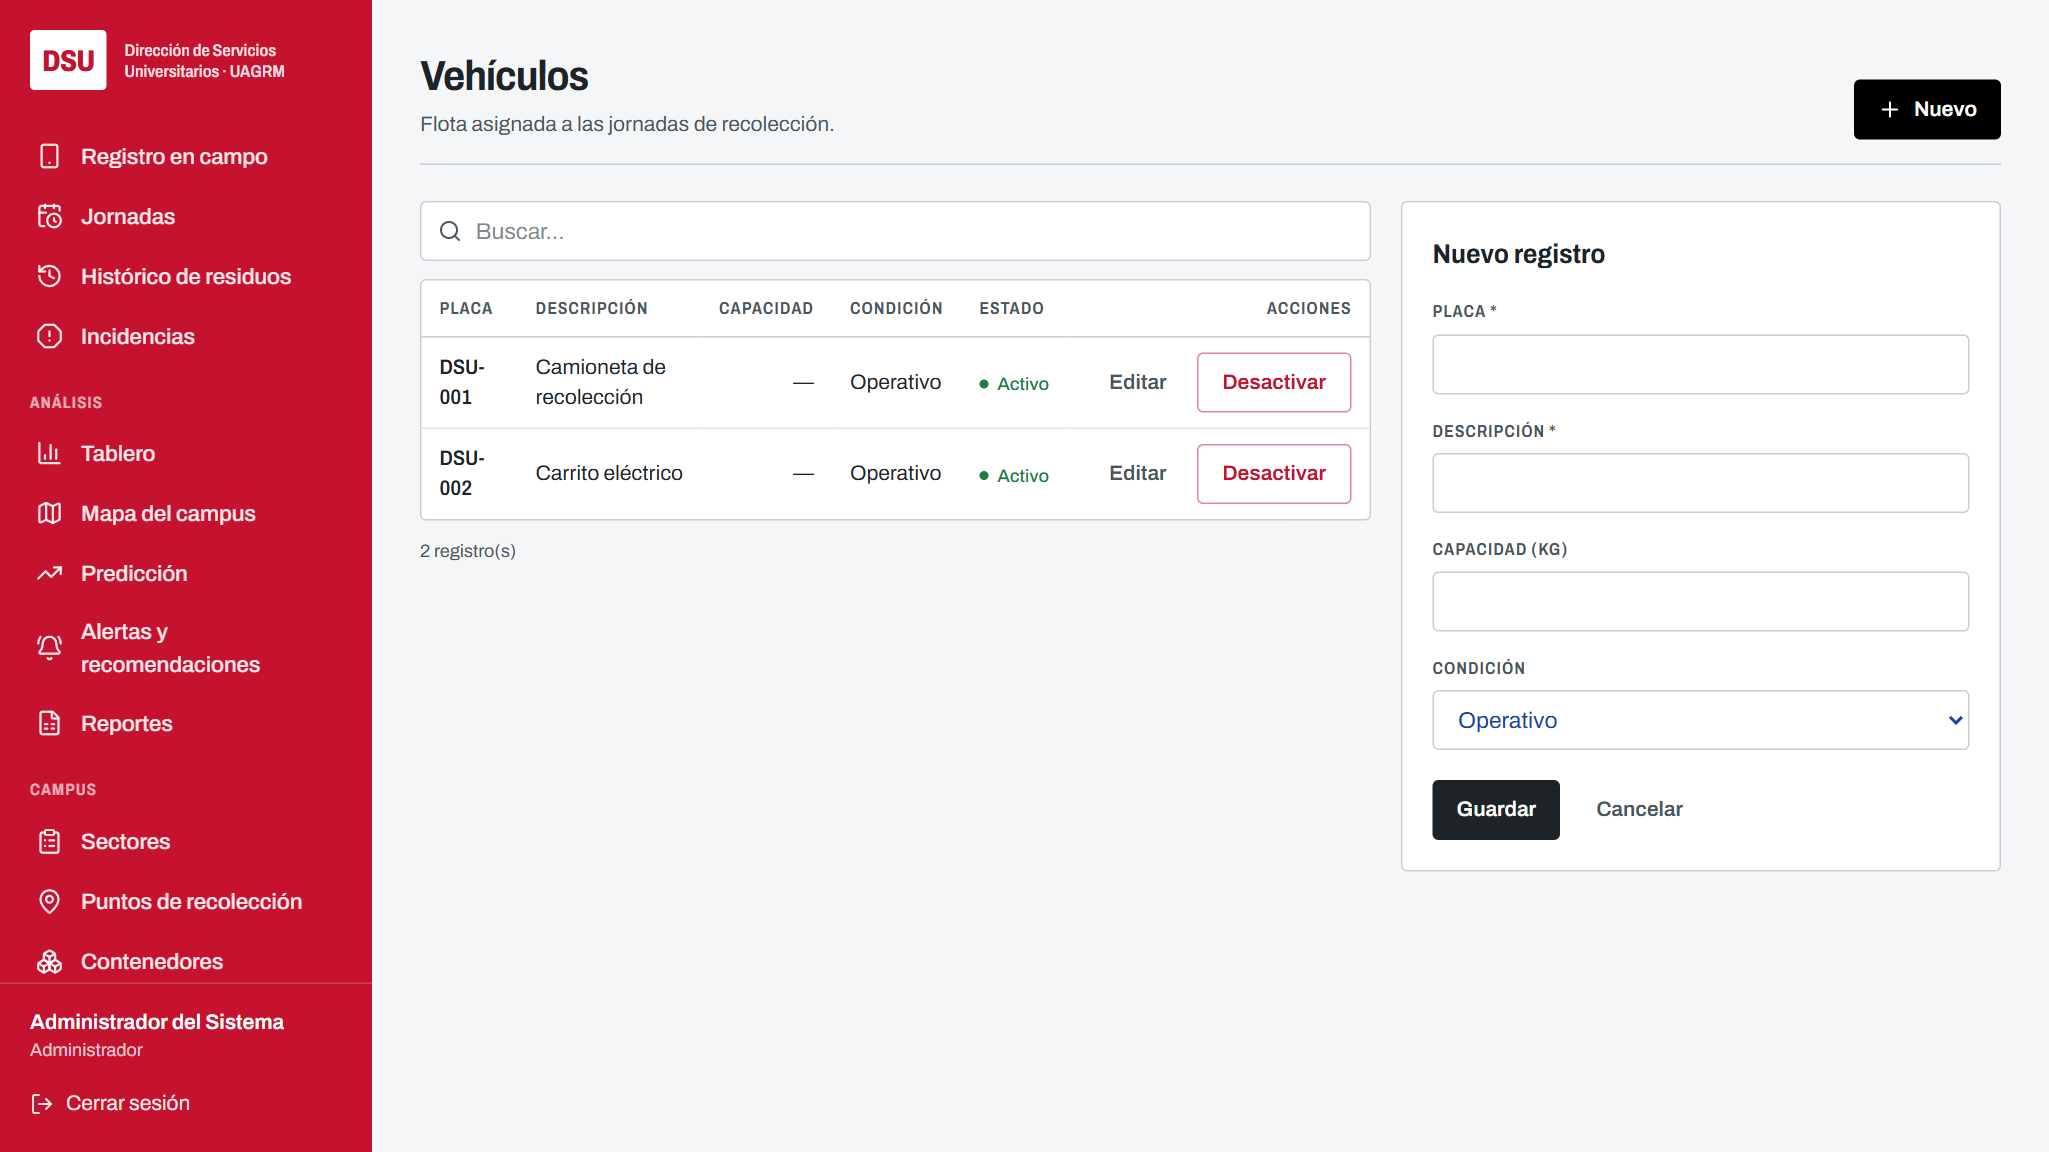 DSU
Dirección de Servicios
Universitarios · UAGRM
Registro en campo
Jornadas
Histórico de residuos
Incidencias
ANÁLISIS
Tablero
Mapa del campus
Predicción
Alertas y
recomendaciones
Reportes
CAMPUS
Sectores
Puntos de recolección
Contenedores
Administrador del Sistema
Administrador
Cerrar sesión
Vehículos
Flota asignada a las jornadas de recolección.
+ Nuevo
Buscar...
PLACA DESCRIPCIÓN CAPACIDAD CONDICIÓN ESTADO ACCIONES
DSU-
001
Camioneta de
recolección
— Operativo Activo Editar Desactivar
DSU-
002
Carrito eléctrico — Operativo Activo Editar Desactivar
2 registro(s)
Nuevo registro
PLACA *
DESCRIPCIÓN *
CAPACIDAD (KG)
CONDICIÓN
Operativo
Guardar Cancelar